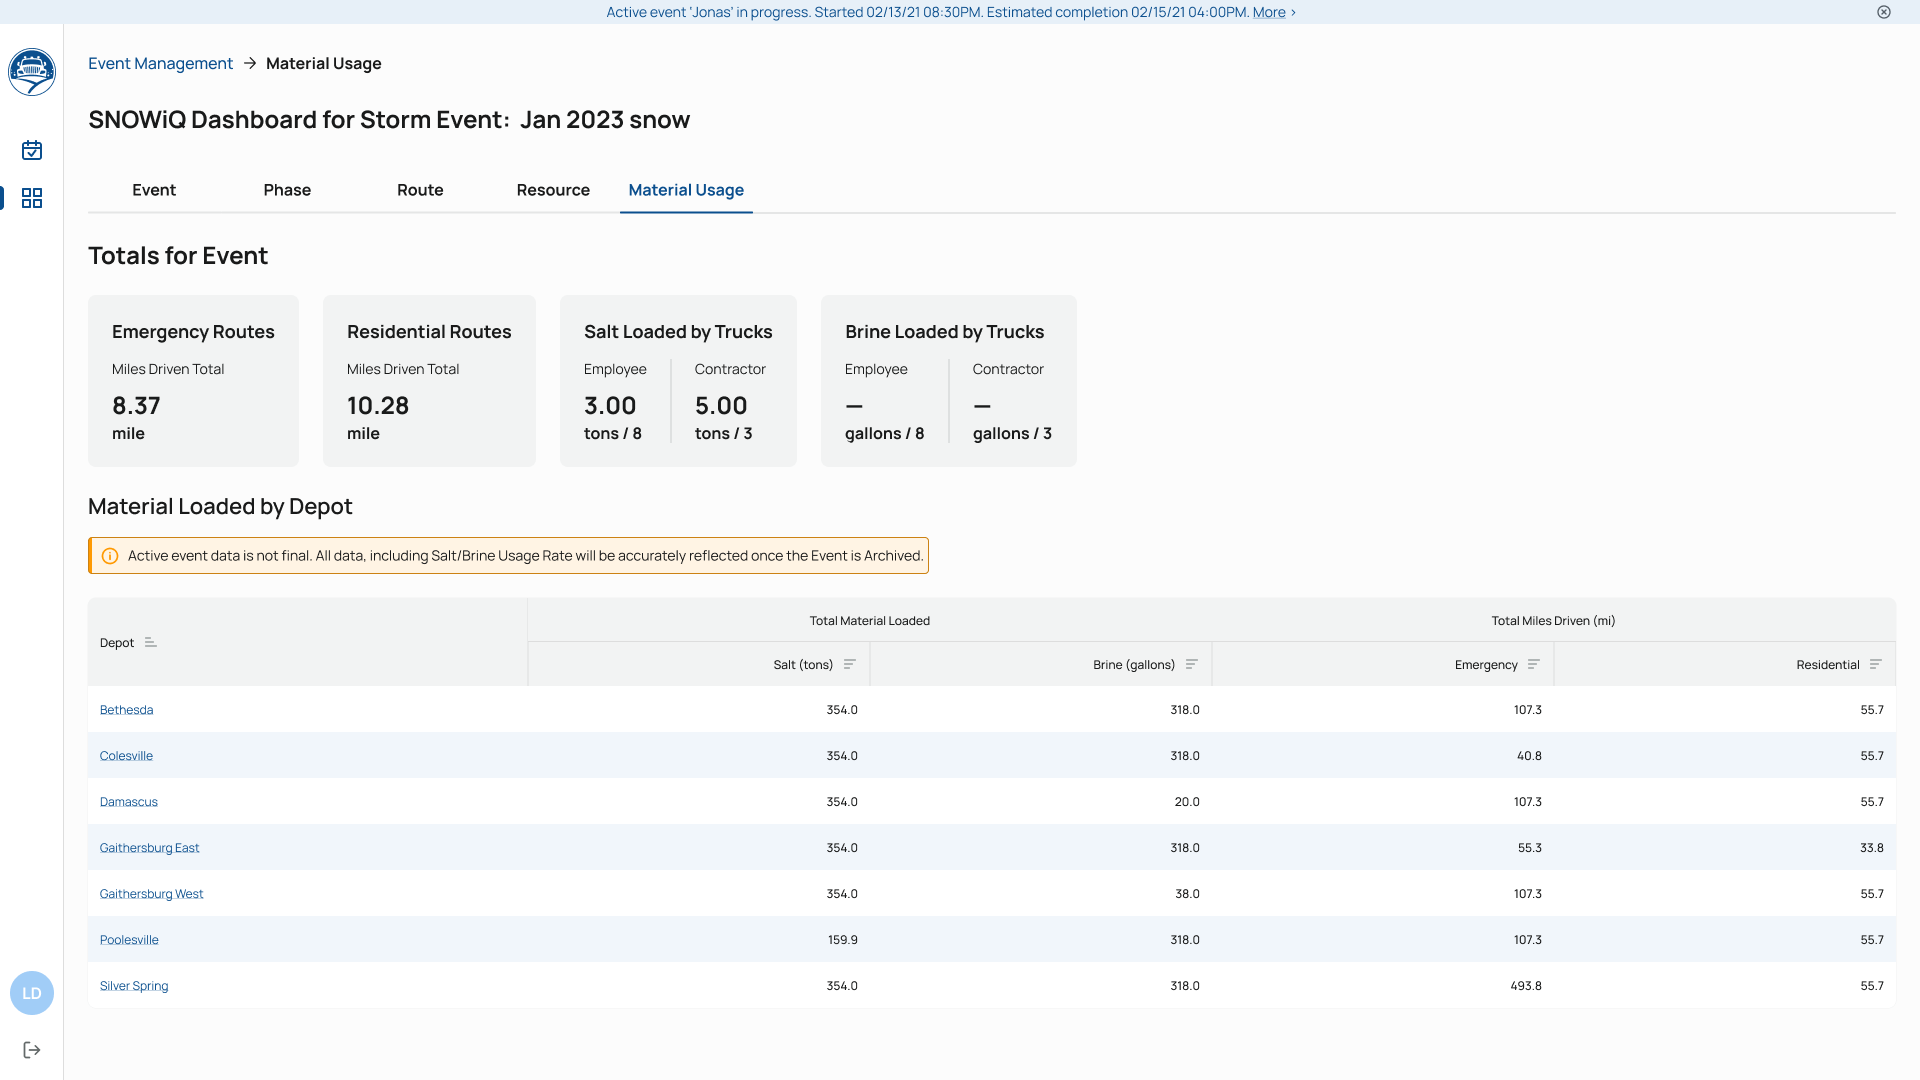 Active event 'Jonas' in progress. Started 02/13/21 08:30PM. Estimated completion 02/15/21 04:00PM. More ›
Event Management → Material Usage
SNOWiQ Dashboard for Storm Event: Jan 2023 snow
Event Phase Route Resource Material Usage
Totals for Event
Emergency Routes
Miles Driven Total
8.37
mile
Residential Routes
Miles Driven Total
10.28
mile
Salt Loaded by Trucks
Employee Contractor
3.00 5.00
tons / 8 tons / 3
Brine Loaded by Trucks
Employee Contractor
– –
gallons / 8 gallons / 3
Material Loaded by Depot
Active event data is not final. All data, including Salt/Brine Usage Rate will be accurately reflected once the Event is Archived.
Depot Total Material Loaded Total Miles Driven (mi)
Salt (tons) Brine (gallons) Emergency Residential
Bethesda 354.0 318.0 107.3 55.7
Colesville 354.0 318.0 40.8 55.7
Damascus 354.0 20.0 107.3 55.7
Gaithersburg East 354.0 318.0 55.3 33.8
Gaithersburg West 354.0 38.0 107.3 55.7
Poolesville 159.9 318.0 107.3 55.7
Silver Spring 354.0 318.0 493.8 55.7
LD